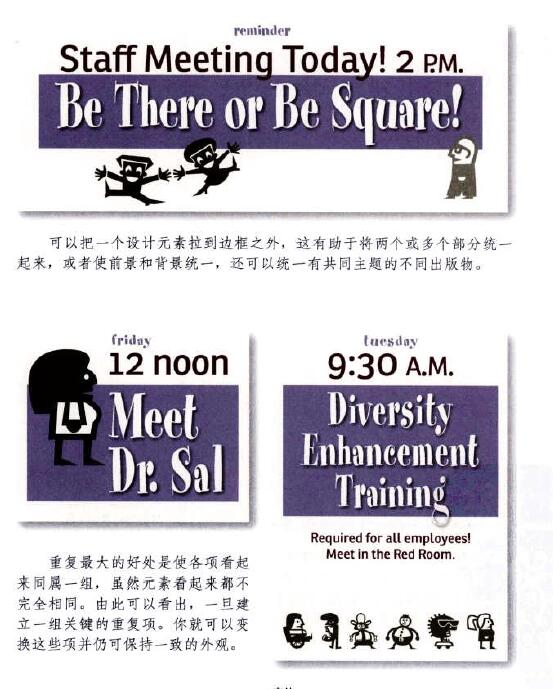 reminder
Staff Meeting Today! 2 P.M.
Be There or Be Square!
可以把一个设计元素拉到边框之外，这有助于将两个或多个部分统一
起来，或者使前景和背景统一，还可以统一有共同主题的不同出版物。
friday
12 noon
Meet
Dr. Sal
tuesday
9:30 A.M.
Diversity
Enhancement
Training
Required for all employees!
Meet in the Red Room.
重复最大的好处是使各项看起
来同属一组，虽然元素看起来都不
完全相同。由此可以看出，一旦建
立一组关键的重复项。你就可以变
换这些项并仍可保持一致的外观。